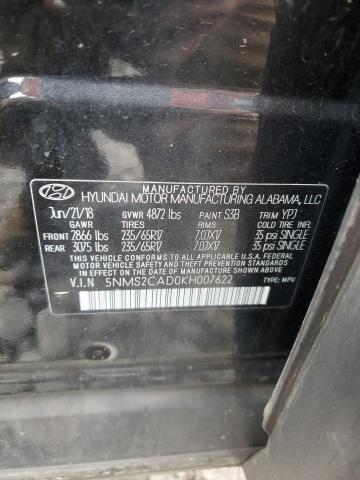 MANUFACTURED BY
HYUNDAI MOTOR MANUFACTURING ALABAMA, LLC
Jun/21/18 GVWR 4872 lbs PAINT S3B TRIM YPJ
GAWR TIRES RIMS COLD TIRE INFL
FRONT 2866 lbs 235/65R17 7.0JX17 35 psi SINGLE
REAR 3075 lbs 235/65R17 7.0JX17 35 psi SINGLE
THIS VEHICLE CONFORMS TO ALL APPLICABLE U.S.A. FEDERAL
MOTOR VEHICLE SAFETY, BUMPER, AND THEFT PREVENTION
STANDARDS IN EFFECT ON THE DATE OF MANUFACTURE SHOWN ABOVE.
V.I.N 5NMS2CAD0KH007622 TYPE: MPV